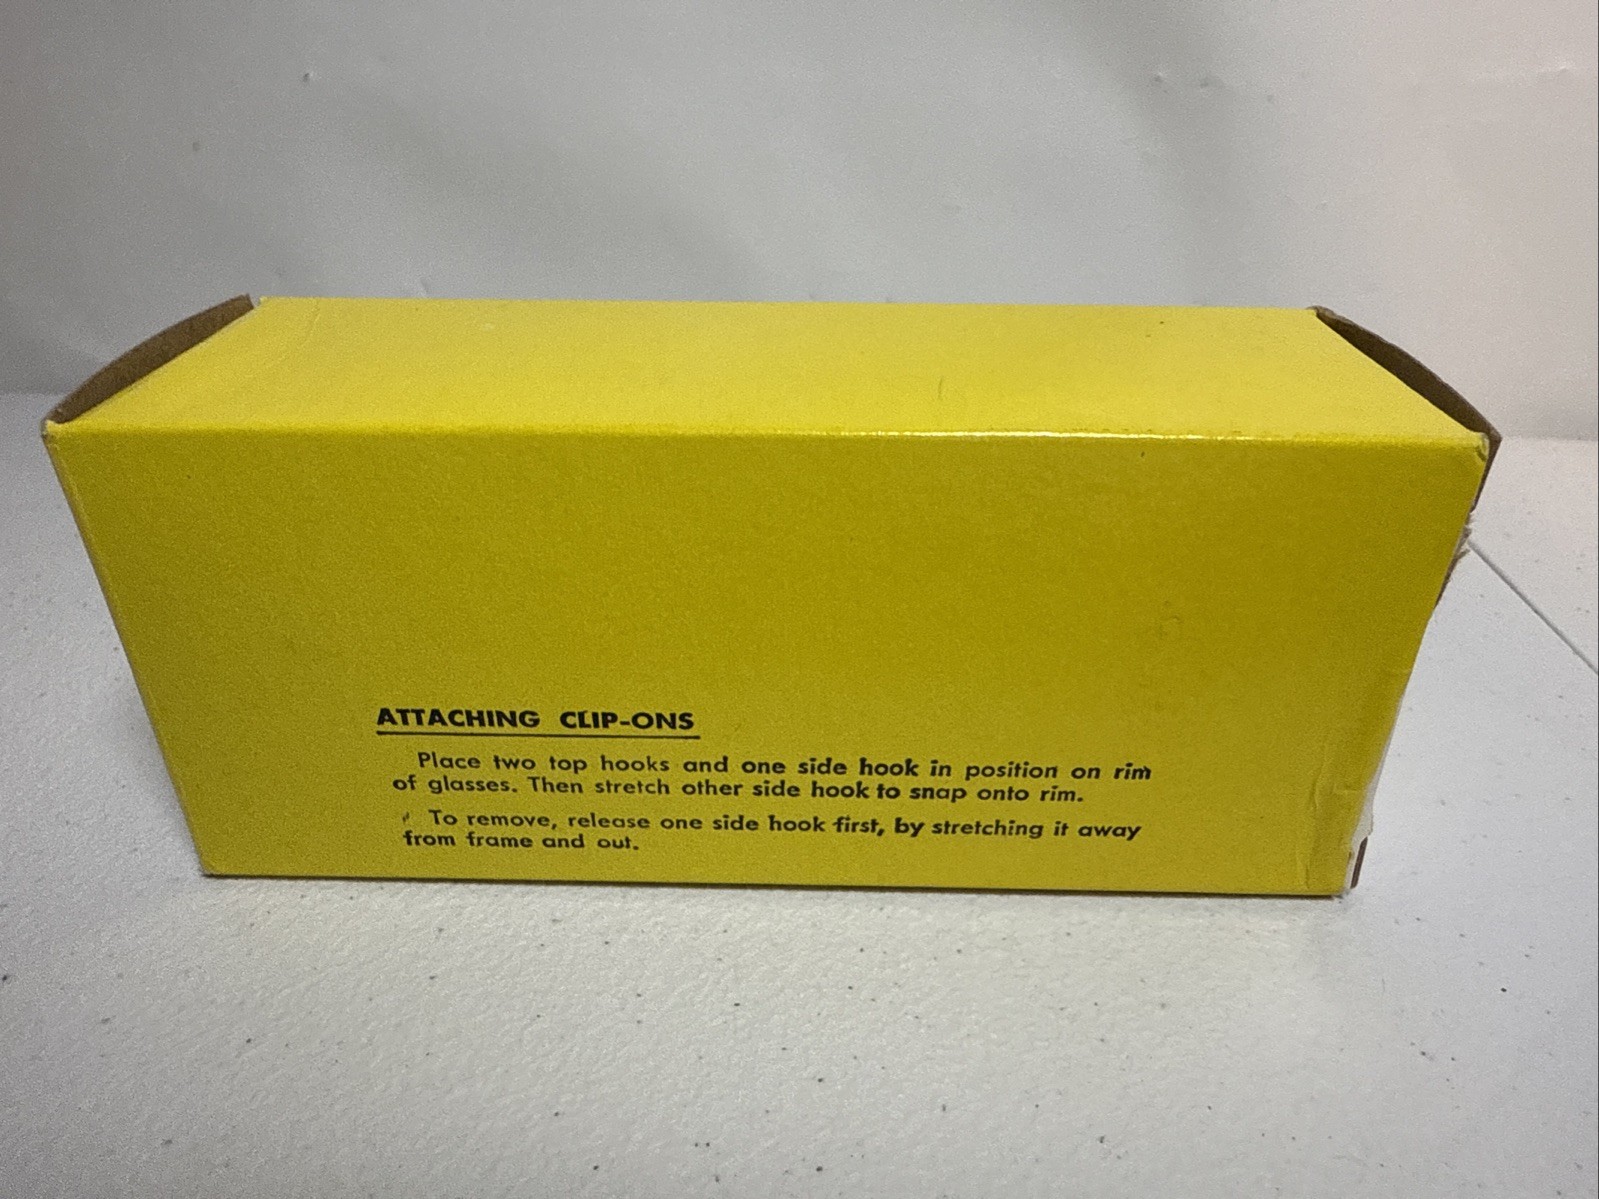 ATTACHING CLIP-ONS
Place two top hooks and one side hook in position on rim
of glasses. Then stretch other side hook to snap onto rim.
To remove, release one side hook first, by stretching it away
from frame and out.